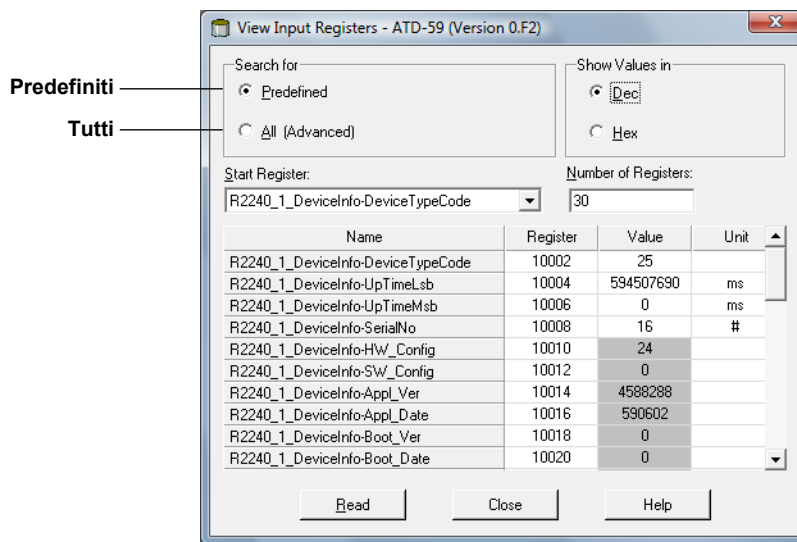 View Input Registers - ATD-59 (Version 0.F2)
Search for
Show Values in
Predefiniti
Predefined
Dec
Tutti
All (Advanced)
Hex
Start Register:
Number of Registers:
R2240_1_DeviceInfo-DeviceTypeCode
30
Name Register Value Unit
R2240_1_DeviceInfo-DeviceTypeCode 10002 25
R2240_1_DeviceInfo-UpTimeLsb 10004 594507690 ms
R2240_1_DeviceInfo-UpTimeMsb 10006 0 ms
R2240_1_DeviceInfo-SerialNo 10008 16 #
R2240_1_DeviceInfo-HW_Config 10010 24
R2240_1_DeviceInfo-SW_Config 10012 0
R2240_1_DeviceInfo-Appl_Ver 10014 4588288
R2240_1_DeviceInfo-Appl_Date 10016 590602
R2240_1_DeviceInfo-Boot_Ver 10018 0
R2240_1_DeviceInfo-Boot_Date 10020 0
Read Close Help